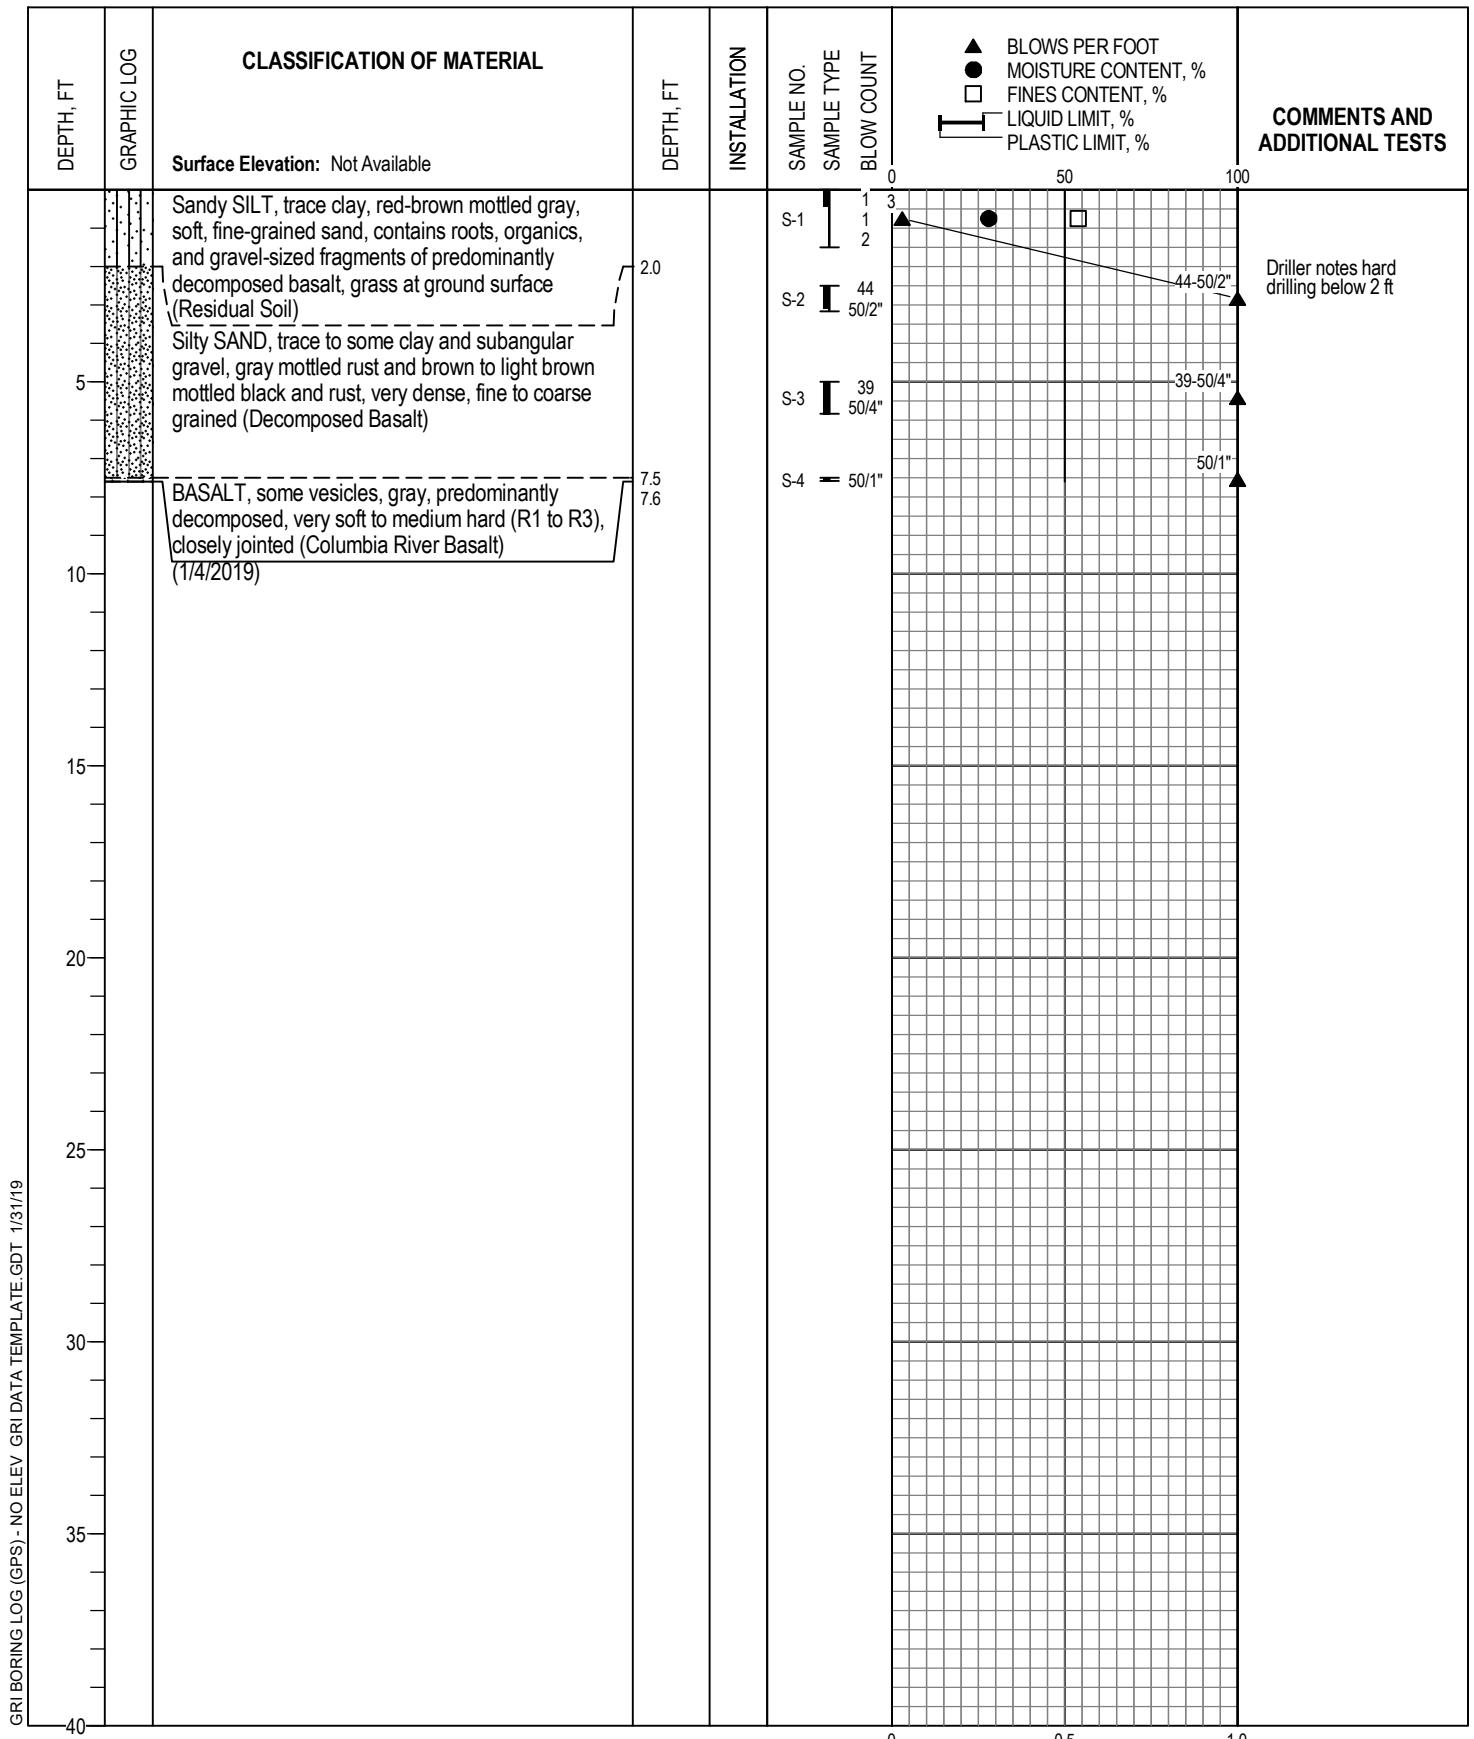 DEPTH, FT
GRAPHIC LOG
CLASSIFICATION OF MATERIAL
Surface Elevation: Not Available
DEPTH, FT
INSTALLATION
SAMPLE NO.
SAMPLE TYPE
BLOW COUNT
BLOWS PER FOOT
MOISTURE CONTENT, %
FINES CONTENT, %
LIQUID LIMIT, %
PLASTIC LIMIT, %
0 50 100
COMMENTS AND
ADDITIONAL TESTS
Sandy SILT, trace clay, red-brown mottled gray,
soft, fine-grained sand, contains roots, organics,
and gravel-sized fragments of predominantly
decomposed basalt, grass at ground surface
(Residual Soil)
2.0
S-1
1
1
2
3
Driller notes hard
drilling below 2 ft
S-2
44
50/2"
44-50/2"
Silty SAND, trace to some clay and subangular
gravel, gray mottled rust and brown to light brown
mottled black and rust, very dense, fine to coarse
grained (Decomposed Basalt)
5
S-3
39
50/4"
39-50/4"
7.5
7.6
S-4
50/1"
50/1"
BASALT, some vesicles, gray, predominantly
decomposed, very soft to medium hard (R1 to R3),
closely jointed (Columbia River Basalt)
(1/4/2019)
10
15
20
25
30
35
40
0 0.5 1.0
GRI BORING LOG (GPS) - NO ELEV GRI DATA TEMPLATE.GDT 1/31/19